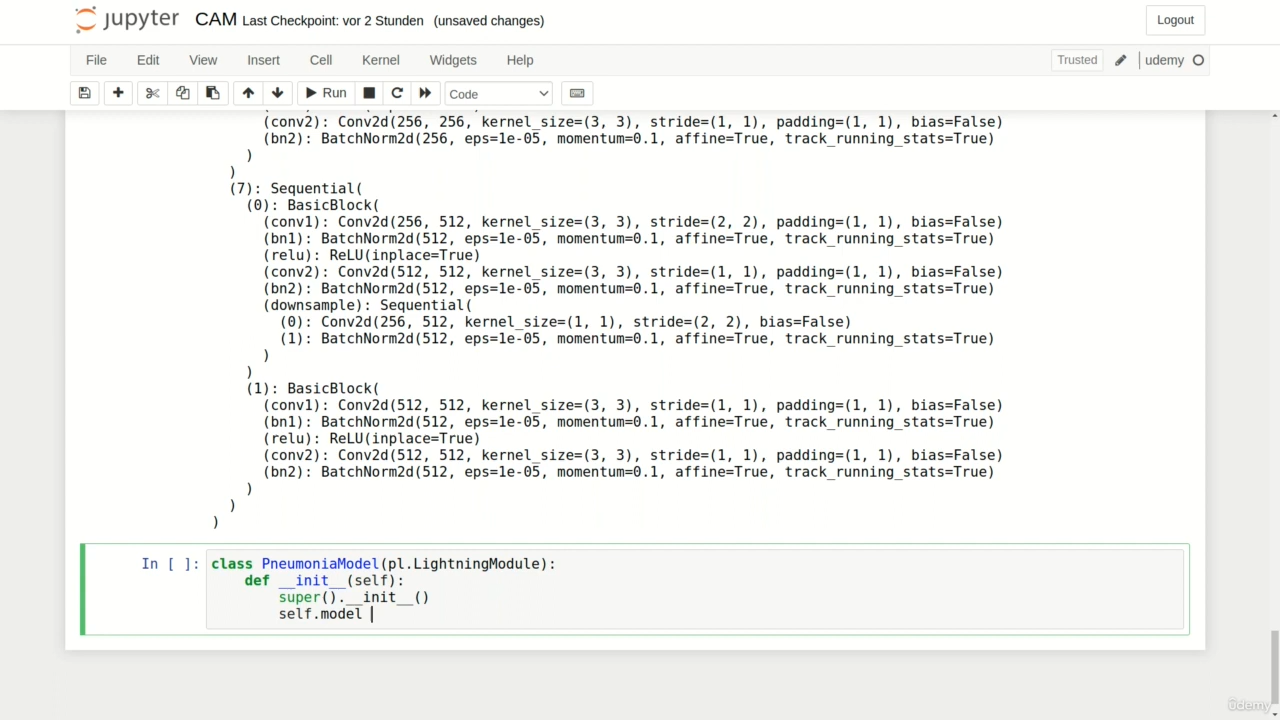 jupyter CAM Last Checkpoint: vor 2 Stunden (unsaved changes) Logout
File Edit View Insert Cell Kernel Widgets Help Trusted udemy
Run Code
(conv2): Conv2d(256, 256, kernel_size=(3, 3), stride=(1, 1), padding=(1, 1), bias=False)
(bn2): BatchNorm2d(256, eps=1e-05, momentum=0.1, affine=True, track_running_stats=True)
)
)
(7): Sequential(
(0): BasicBlock(
(conv1): Conv2d(256, 512, kernel_size=(3, 3), stride=(2, 2), padding=(1, 1), bias=False)
(bn1): BatchNorm2d(512, eps=1e-05, momentum=0.1, affine=True, track_running_stats=True)
(relu): ReLU(inplace=True)
(conv2): Conv2d(512, 512, kernel_size=(3, 3), stride=(1, 1), padding=(1, 1), bias=False)
(bn2): BatchNorm2d(512, eps=1e-05, momentum=0.1, affine=True, track_running_stats=True)
(downsample): Sequential(
(0): Conv2d(256, 512, kernel_size=(1, 1), stride=(2, 2), bias=False)
(1): BatchNorm2d(512, eps=1e-05, momentum=0.1, affine=True, track_running_stats=True)
)
)
(1): BasicBlock(
(conv1): Conv2d(512, 512, kernel_size=(3, 3), stride=(1, 1), padding=(1, 1), bias=False)
(bn1): BatchNorm2d(512, eps=1e-05, momentum=0.1, affine=True, track_running_stats=True)
(relu): ReLU(inplace=True)
(conv2): Conv2d(512, 512, kernel_size=(3, 3), stride=(1, 1), padding=(1, 1), bias=False)
(bn2): BatchNorm2d(512, eps=1e-05, momentum=0.1, affine=True, track_running_stats=True)
)
)
)
In [ ]: class PneumoniaModel(pl.LightningModule):
def __init__(self):
super().__init__()
self.model
ûdemy